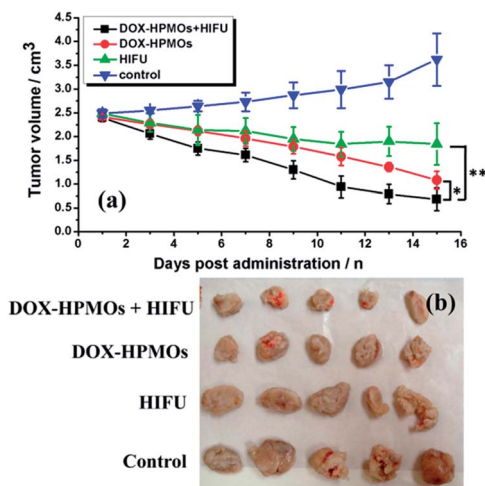 DOX-HPMOs+HIFU
DOX-HPMOs
HIFU
control
Tumor volume / cm³
5.0
4.5
4.0
3.5
3.0
2.5
2.0
1.5
1.0
0.5
0.0
(a)
*
**
0 2 4 6 8 10 12 14 16
Days post administration / n
(b)
DOX-HPMOs + HIFU
DOX-HPMOs
HIFU
Control